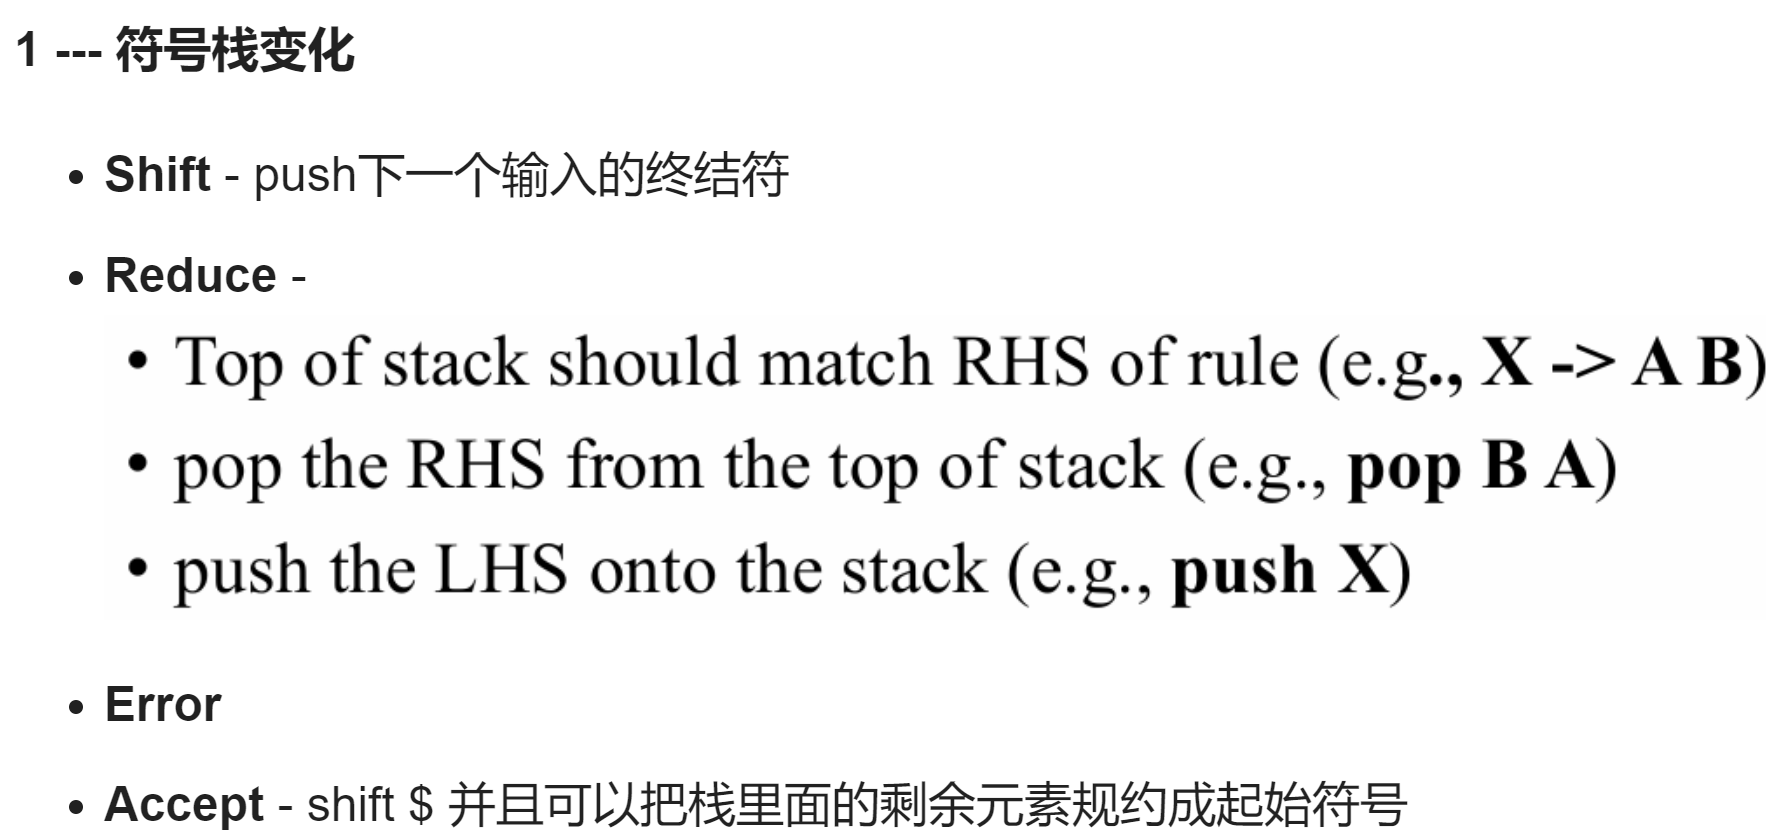 1 --- 符号栈变化
• Shift - push下一个输入的终结符
• Reduce -
• Top of stack should match RHS of rule (e.g., X -> A B)
• pop the RHS from the top of stack (e.g., pop B A)
• push the LHS onto the stack (e.g., push X)
• Error
• Accept - shift $ 并且可以把栈里面的剩余元素规约成起始符号